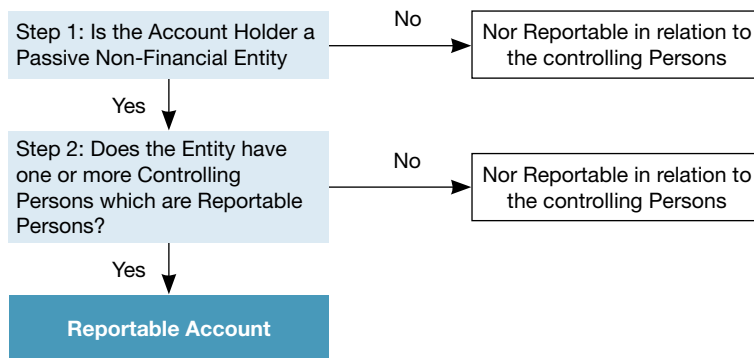 Step 1: Is the Account Holder a
Passive Non-Financial Entity
No
Nor Reportable in relation to
the controlling Persons
Yes
Step 2: Does the Entity have
one or more Controlling
Persons which are Reportable
Persons?
No
Nor Reportable in relation to
the controlling Persons
Yes
Reportable Account